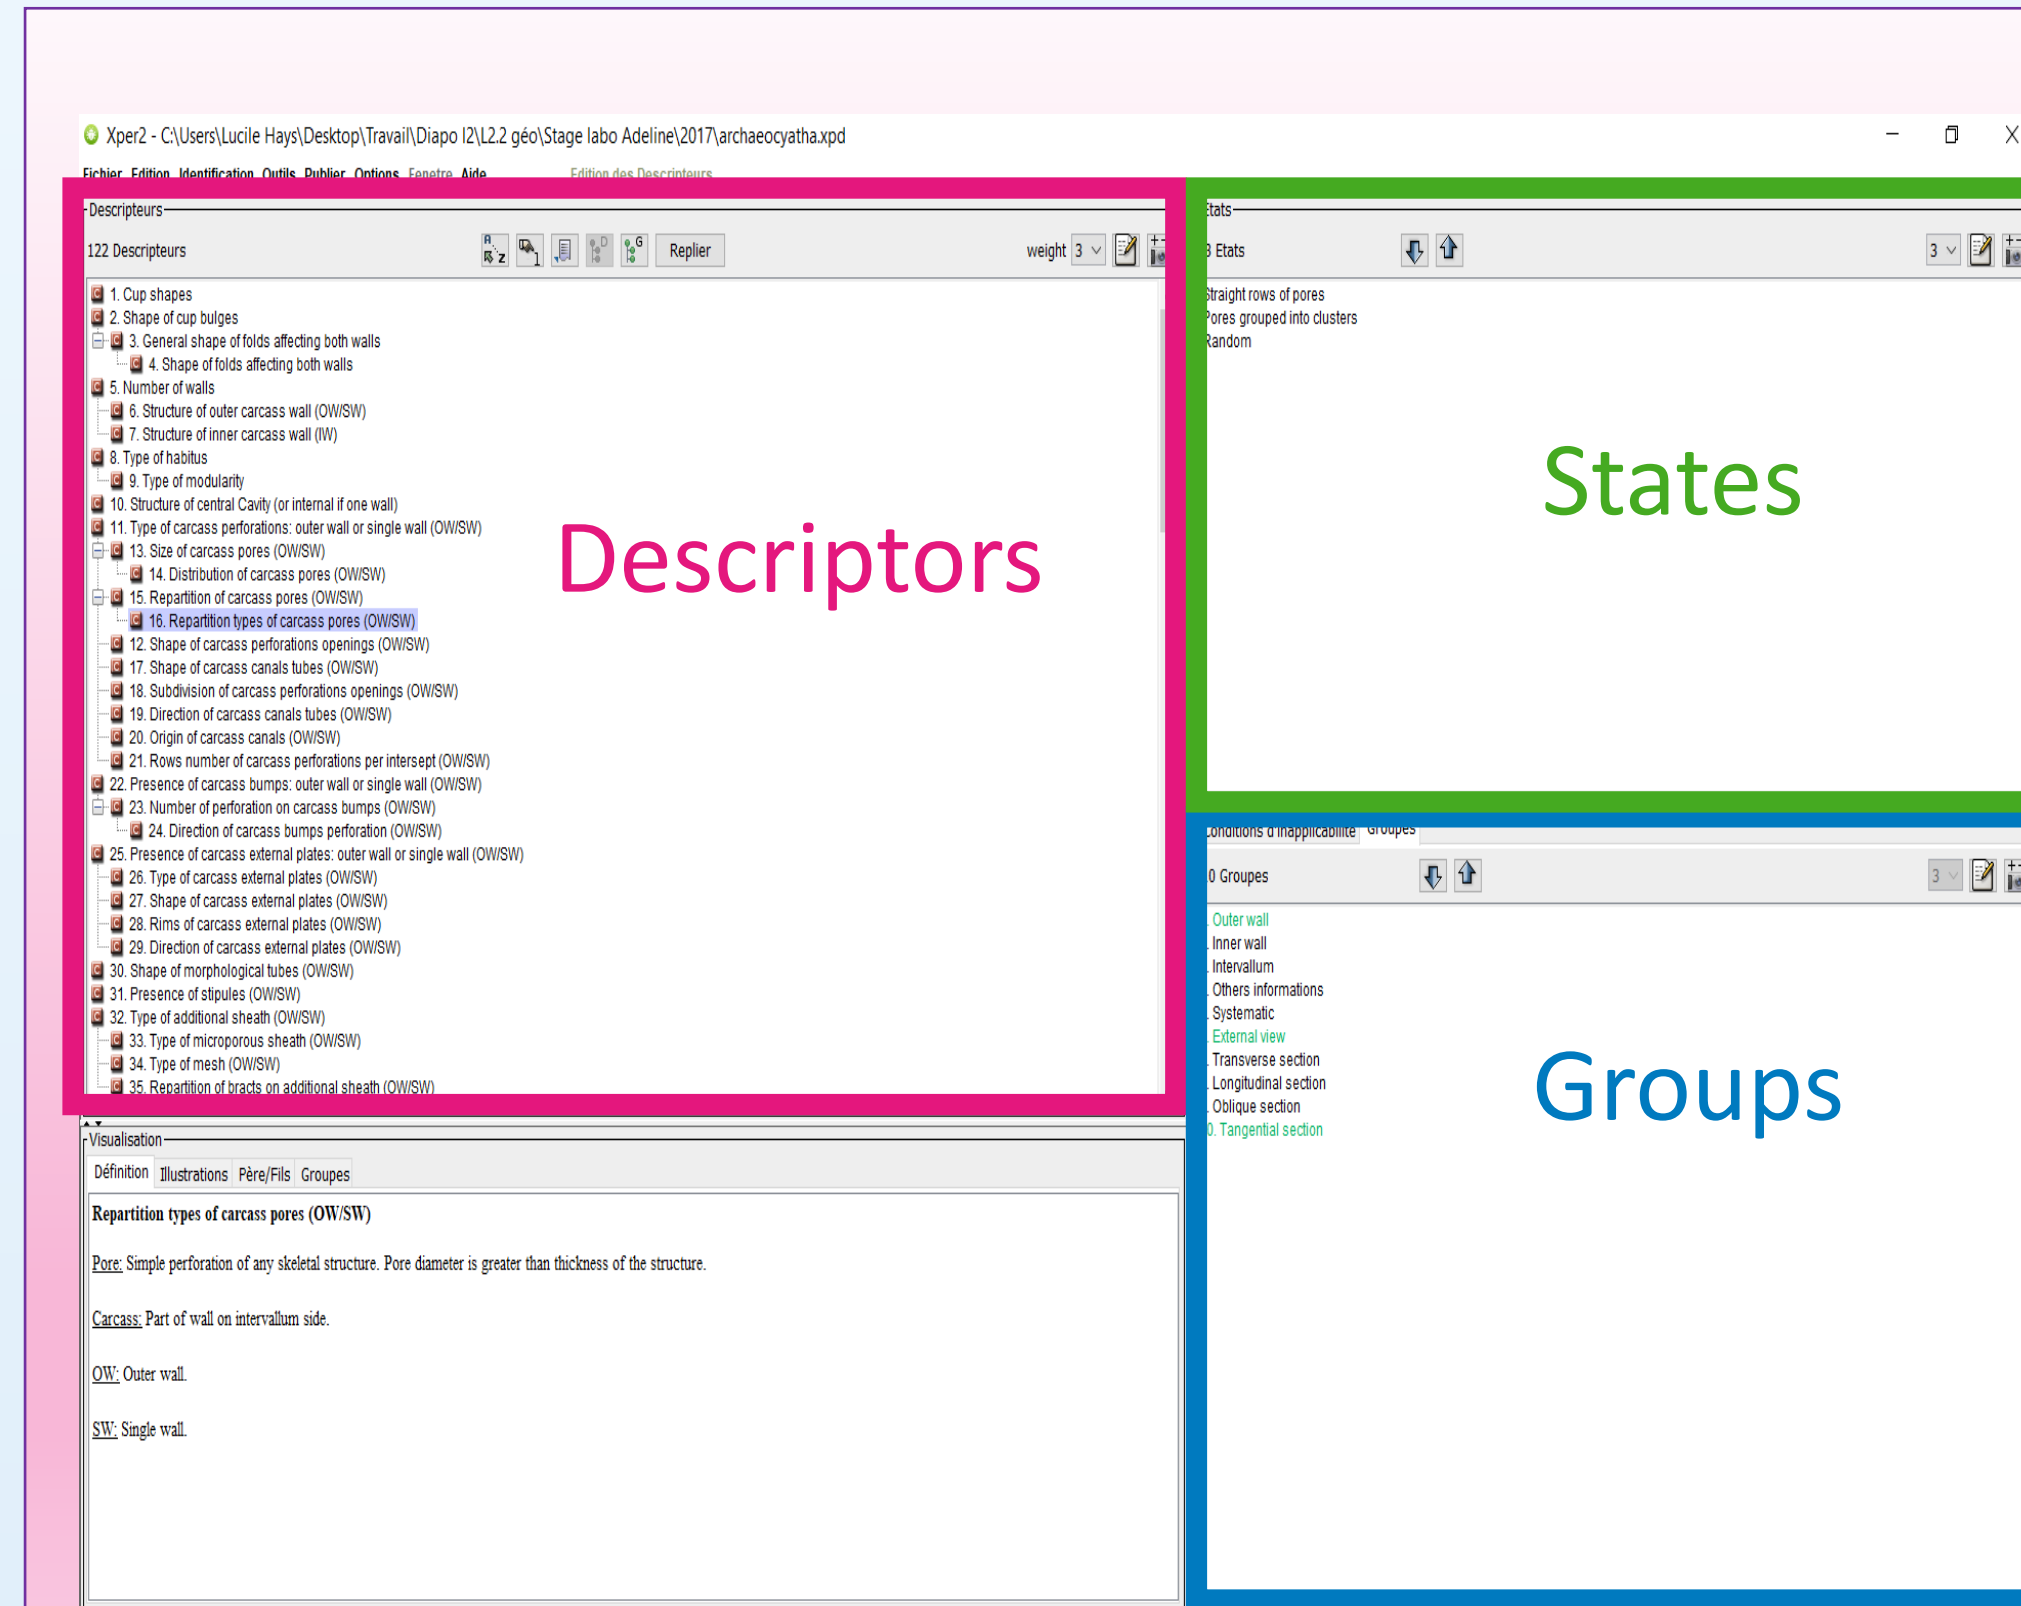 Xper2 - C:\Users\Lucile Hays\Desktop\Travail\Diapo l2\L2.2 géo\Stage labo Adeline\2017\archaeocyatha.xpd
Fichier Edition Identification Outils Publier Options Fenetre Aide Edition des Descripteurs
Descripteurs
122 Descripteurs
Replier
weight 3
1. Cup shapes
2. Shape of cup bulges
3. General shape of folds affecting both walls
4. Shape of folds affecting both walls
5. Number of walls
6. Structure of outer carcass wall (OW/SW)
7. Structure of inner carcass wall (IW)
8. Type of habitus
9. Type of modularity
10. Structure of central Cavity (or internal if one wall)
11. Type of carcass perforations: outer wall or single wall (OW/SW)
13. Size of carcass pores (OW/SW)
14. Distribution of carcass pores (OW/SW)
15. Repartition of carcass pores (OW/SW)
16. Repartition types of carcass pores (OW/SW)
12. Shape of carcass perforations openings (OW/SW)
17. Shape of carcass canals tubes (OW/SW)
18. Subdivision of carcass perforations openings (OW/SW)
19. Direction of carcass canals tubes (OW/SW)
20. Origin of carcass canals (OW/SW)
21. Rows number of carcass perforations per intersept (OW/SW)
22. Presence of carcass bumps: outer wall or single wall (OW/SW)
23. Number of perforation on carcass bumps (OW/SW)
24. Direction of carcass bumps perforation (OW/SW)
25. Presence of carcass external plates: outer wall or single wall (OW/SW)
26. Type of carcass external plates (OW/SW)
27. Shape of carcass external plates (OW/SW)
28. Rims of carcass external plates (OW/SW)
29. Direction of carcass external plates (OW/SW)
30. Shape of morphological tubes (OW/SW)
31. Presence of stipules (OW/SW)
32. Type of additional sheath (OW/SW)
33. Type of microporous sheath (OW/SW)
34. Type of mesh (OW/SW)
35. Repartition of bracts on additional sheath (OW/SW)
Descriptors
Etats
3 Etats
3
Straight rows of pores
Pores grouped into clusters
Random
States
Conditions d'inapplicabilité Groupes
0 Groupes
3
. Outer wall
. Inner wall
. Intervallum
. Others informations
. Systematic
. External view
. Transverse section
. Longitudinal section
. Oblique section
0. Tangential section
Groups
Visualisation
Définition Illustrations Père/Fils Groupes
Repartition types of carcass pores (OW/SW)
Pore: Simple perforation of any skeletal structure. Pore diameter is greater than thickness of the structure.
Carcass: Part of wall on intervallum side.
OW: Outer wall.
SW: Single wall.